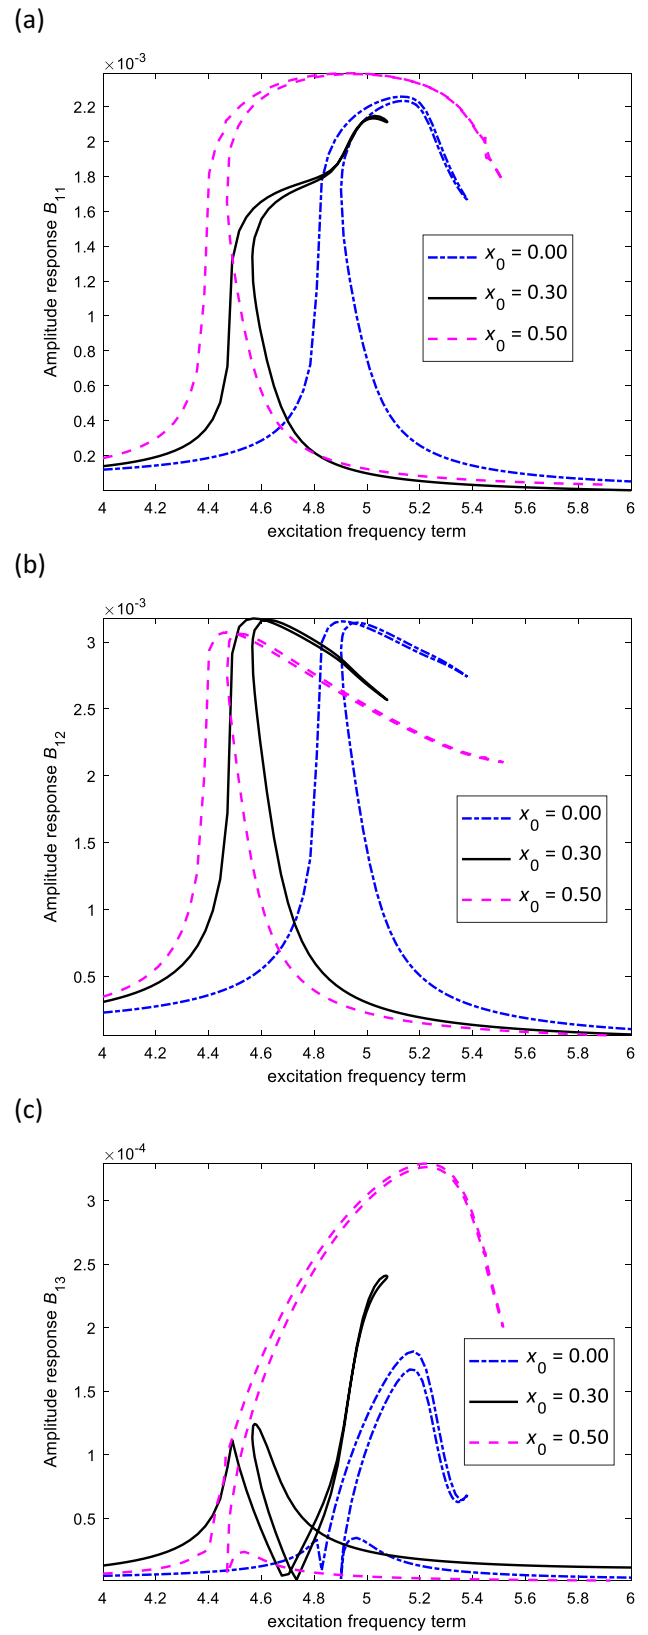 (a)
×10⁻³
2.2
2
1.8
1.6
1.4
1.2
1
0.8
0.6
0.4
0.2
Amplitude response B₁₁
x₀ = 0.00
x₀ = 0.30
x₀ = 0.50
4 4.2 4.4 4.6 4.8 5 5.2 5.4 5.6 5.8 6
excitation frequency term
(b)
×10⁻³
3
2.5
2
1.5
1
0.5
Amplitude response B₁₂
x₀ = 0.00
x₀ = 0.30
x₀ = 0.50
4 4.2 4.4 4.6 4.8 5 5.2 5.4 5.6 5.8 6
excitation frequency term
(c)
×10⁻⁴
3
2.5
2
1.5
1
0.5
Amplitude response B₁₃
x₀ = 0.00
x₀ = 0.30
x₀ = 0.50
4 4.2 4.4 4.6 4.8 5 5.2 5.4 5.6 5.8 6
excitation frequency term